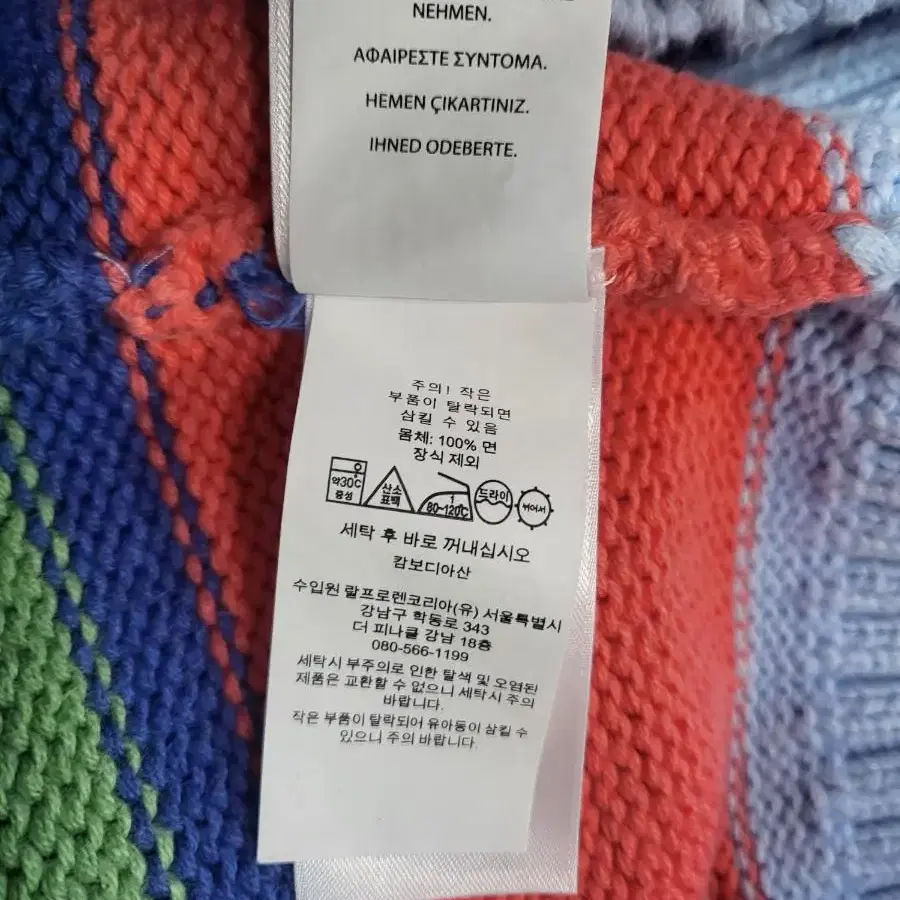 NEHMEN.
ΑΦΑΙΡΕΣΤΕ ΣΥΝΤΟΜΑ.
HEMEN ÇIKARTINIZ.
IHNED ODEBERTE.
주의! 작은
부품이 탈락되면
삼킬 수 있음
몸체: 100% 면
장식 제외
약30℃
중성
산소
표백
1
80~120℃
드라이
뉘어서
세탁 후 바로 꺼내십시오
캄보디아산
수입원 랄프로렌코리아(유) 서울특별시
강남구 학동로 343
더 피나클 강남 18층
080-566-1199
세탁시 부주의로 인한 탈색 및 오염된
제품은 교환할 수 없으니 세탁시 주의
바랍니다.
작은 부품이 탈락되어 유아동이 삼킬 수
있으니 주의 바랍니다.